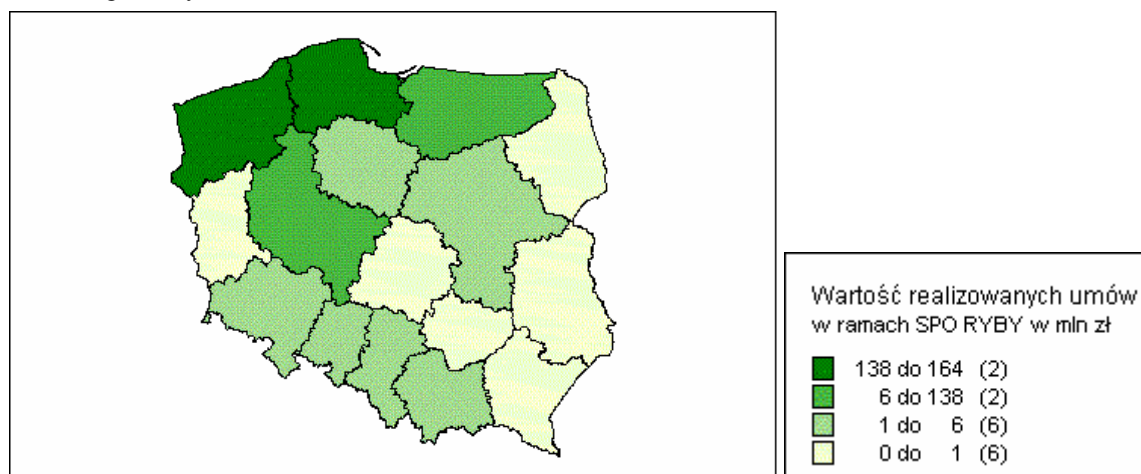 Wartość realizowanych umów
w ramach SPO RYBY w mln zł
138 do 164 (2)
6 do 138 (2)
1 do 6 (6)
0 do 1 (6)